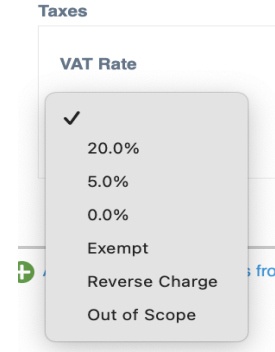 Taxes
VAT Rate
20.0%
5.0%
0.0%
Exempt
Reverse Charge
Out of Scope